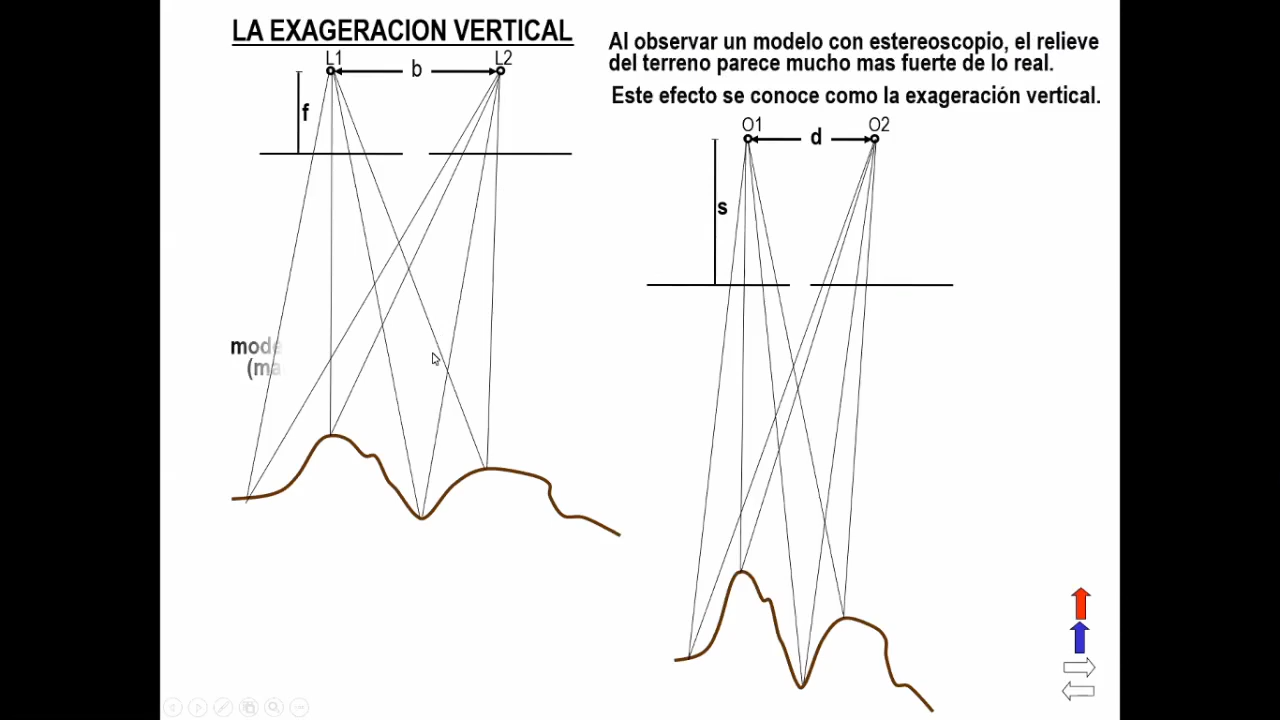 LA EXAGERACION VERTICAL
Al observar un modelo con estereoscopio, el relieve
del terreno parece mucho mas fuerte de lo real.
Este efecto se conoce como la exageración vertical.
L1
b
L2
f
O1
d
O2
s